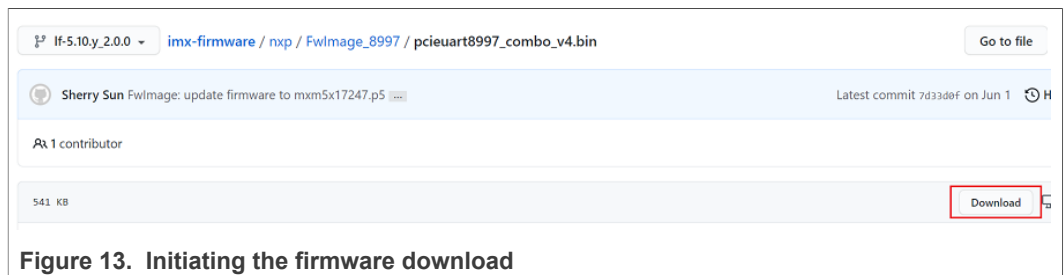 lf-5.10.y_2.0.0 imx-firmware / nxp / FwImage_8997 / pcieuart8997_combo_v4.bin Go to file
Sherry Sun FwImage: update firmware to mxm5x17247.p5 ... Latest commit 7d33d0f on Jun 1 H
1 contributor
541 KB Download
Figure 13. Initiating the firmware download